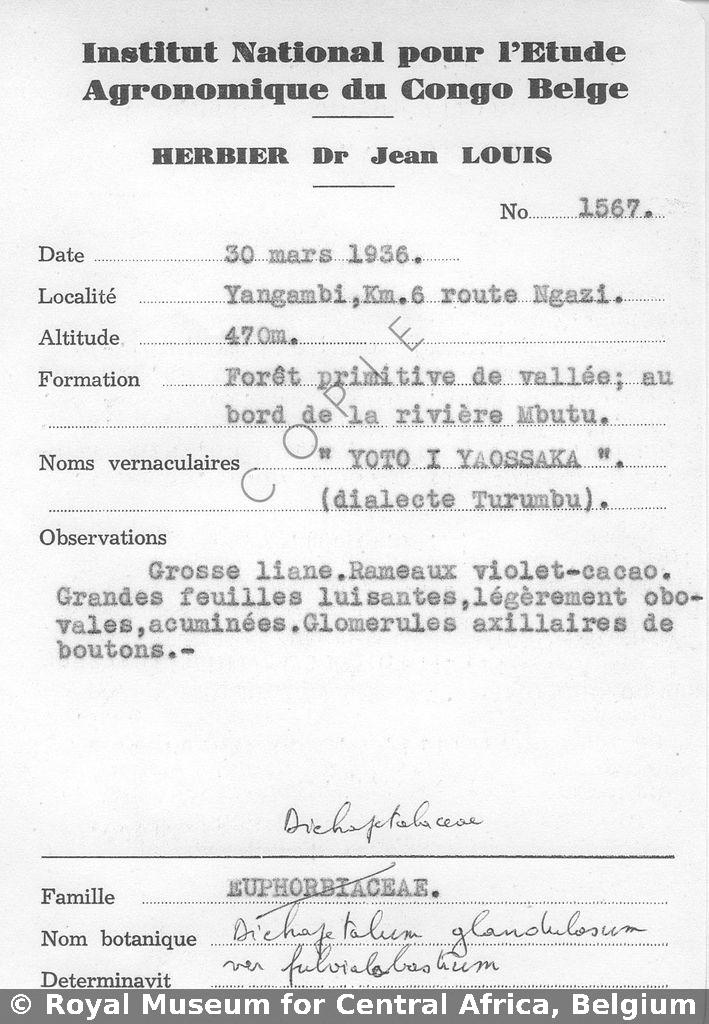 Institut National pour l'Etude
Agronomique du Congo Belge
HERBIER Dr Jean LOUIS
No 1567.
Date 30 mars 1936.
Localité Yangambi,Km.6 route Ngazi.
Altitude 470m.
Formation Forêt primitive de vallée; au
bord de la rivière Mbutu.
Noms vernaculaires " YOTO I YAOSSAKA ".
(dialecte Turumbu).
COPIE
Observations
Grosse liane.Rameaux violet-cacao.
Grandes feuilles luisantes,légèrement obo-
vales,acuminées.Glomerules axillaires de
boutons.-
Dichapetalaceae
Famille EUPHORBIACEAE.
Nom botanique Dichapetalum glandulosum
Determinavit var fulvialabastrum
© Royal Museum for Central Africa, Belgium